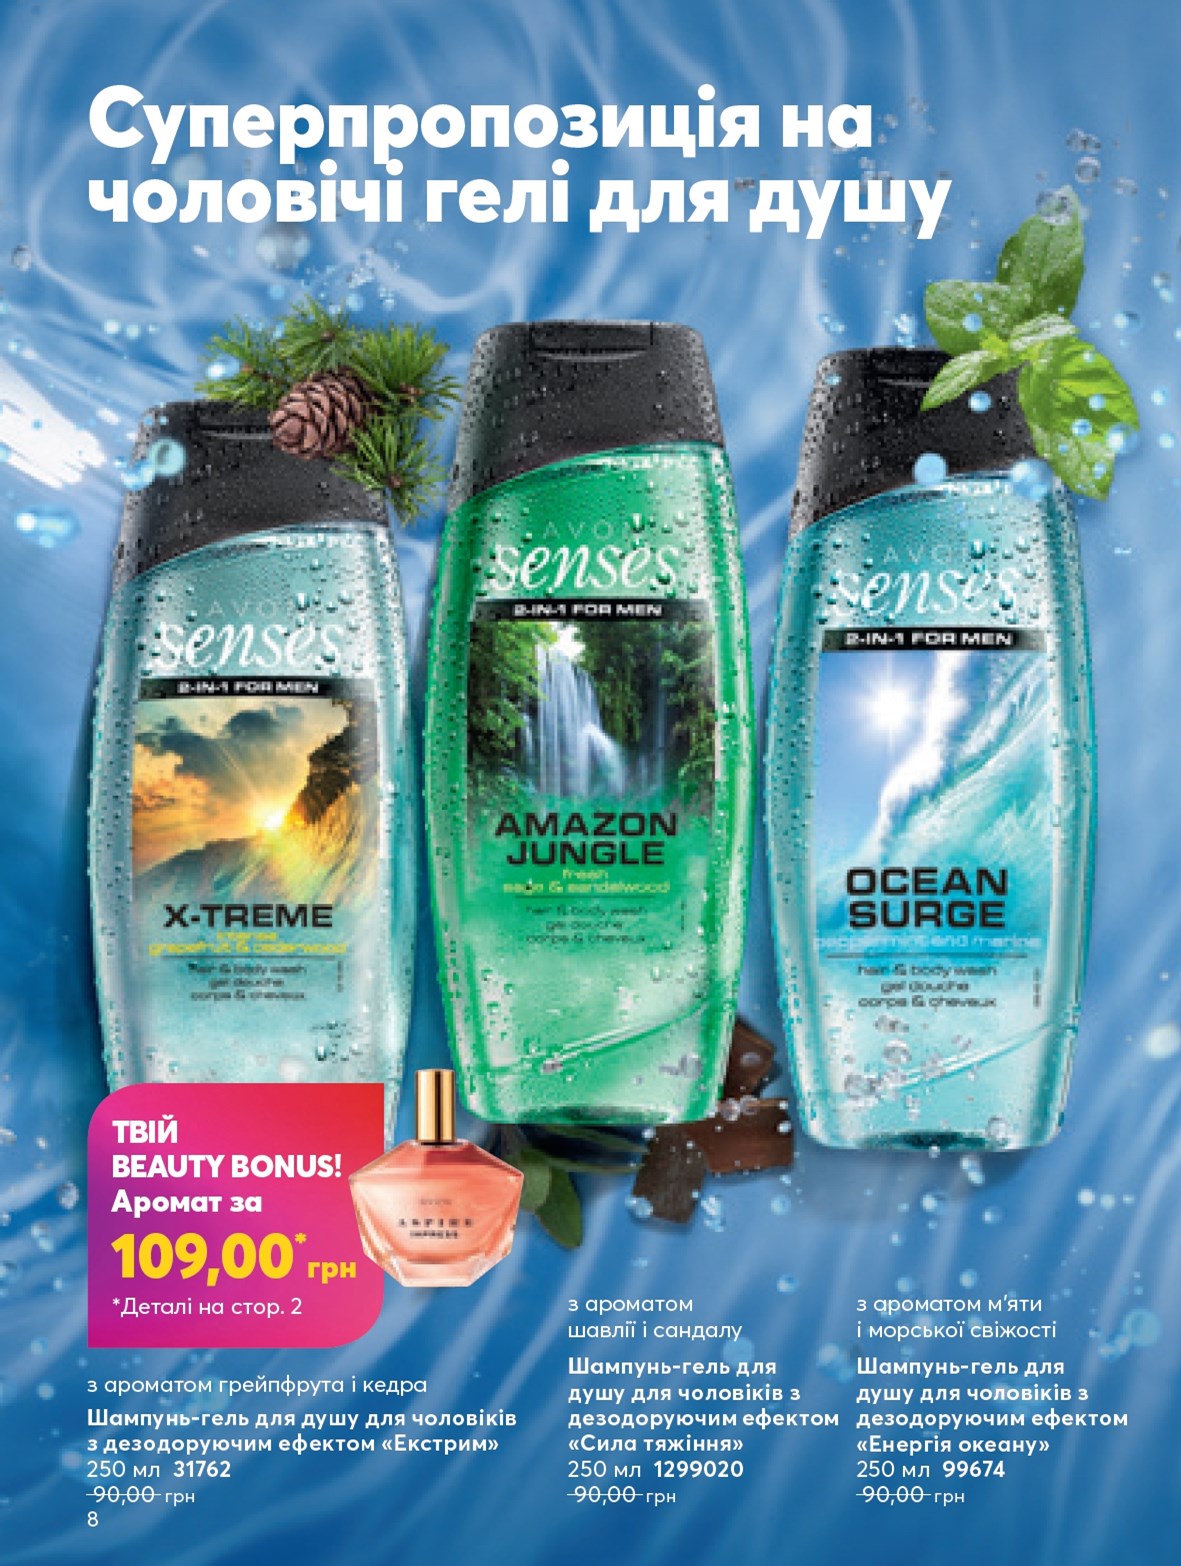 Суперпропозиція на
чоловічі гелі для душу
AVON
senses
2-IN-1 FOR MEN
X-TREME
intense
grapefruit & cedarwood
hair & body wash
gel douche
corps & cheveux
AVON
senses
2-IN-1 FOR MEN
AMAZON
JUNGLE
fresh
sage & sandalwood
hair & body wash
gel douche
corps & cheveux
AVON
senses
2-IN-1 FOR MEN
OCEAN
SURGE
peppermint and marine
hair & body wash
gel douche
corps & cheveux
ТВІЙ
BEAUTY BONUS!
Аромат за
109,00* грн
*Деталі на стор. 2
AVON
ASPIRE
IMPRESS
з ароматом грейпфрута і кедра
Шампунь-гель для душу для чоловіків
з дезодоруючим ефектом «Екстрим»
250 мл 31762
90,00 грн
з ароматом
шавлії і сандалу
Шампунь-гель для
душу для чоловіків з
дезодоруючим ефектом
«Сила тяжіння»
250 мл 1299020
90,00 грн
з ароматом м'яти
і морської свіжості
Шампунь-гель для
душу для чоловіків з
дезодоруючим ефектом
«Енергія океану»
250 мл 99674
90,00 грн
8